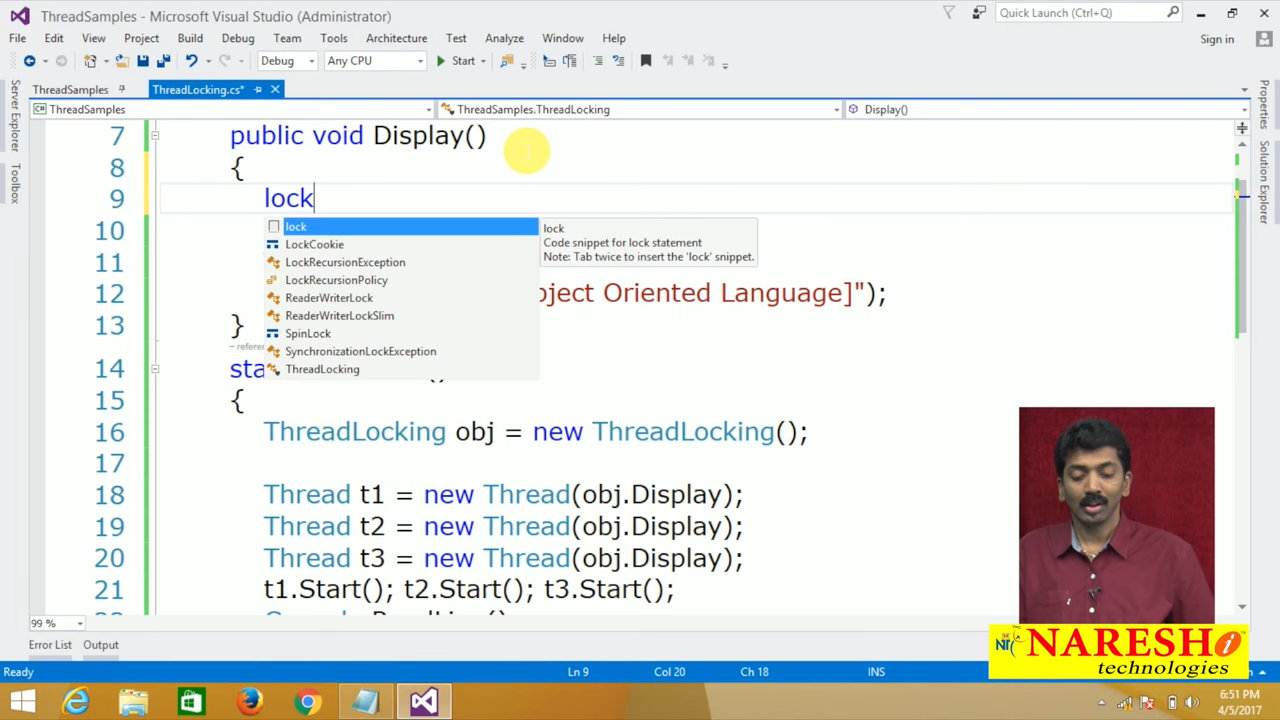 ThreadSamples - Microsoft Visual Studio (Administrator)
Quick Launch (Ctrl+Q)
File Edit View Project Build Debug Team Tools Architecture Test Analyze Window Help
Sign in
Debug Any CPU Start
ThreadSamples ThreadLocking.cs*
ThreadSamples ThreadSamples.ThreadLocking Display()
Server Explorer
Toolbox
Properties
Solution Explorer
7 public void Display()
8 {
9 lock
lock
LockCookie
LockRecursionException
LockRecursionPolicy
ReaderWriterLock
ReaderWriterLockSlim
SpinLock
SynchronizationLockException
ThreadLocking
lock
Code snippet for lock statement
Note: Tab twice to insert the 'lock' snippet.
10
11
12 bject Oriented Language]");
13 }
14 sta ()
15 {
16 ThreadLocking obj = new ThreadLocking();
17
18 Thread t1 = new Thread(obj.Display);
19 Thread t2 = new Thread(obj.Display);
20 Thread t3 = new Thread(obj.Display);
21 t1.Start(); t2.Start(); t3.Start();
99 %
Error List Output
Ready Ln 9 Col 20 Ch 18 INS
NARESH i
technologies
6:51 PM
4/5/2017